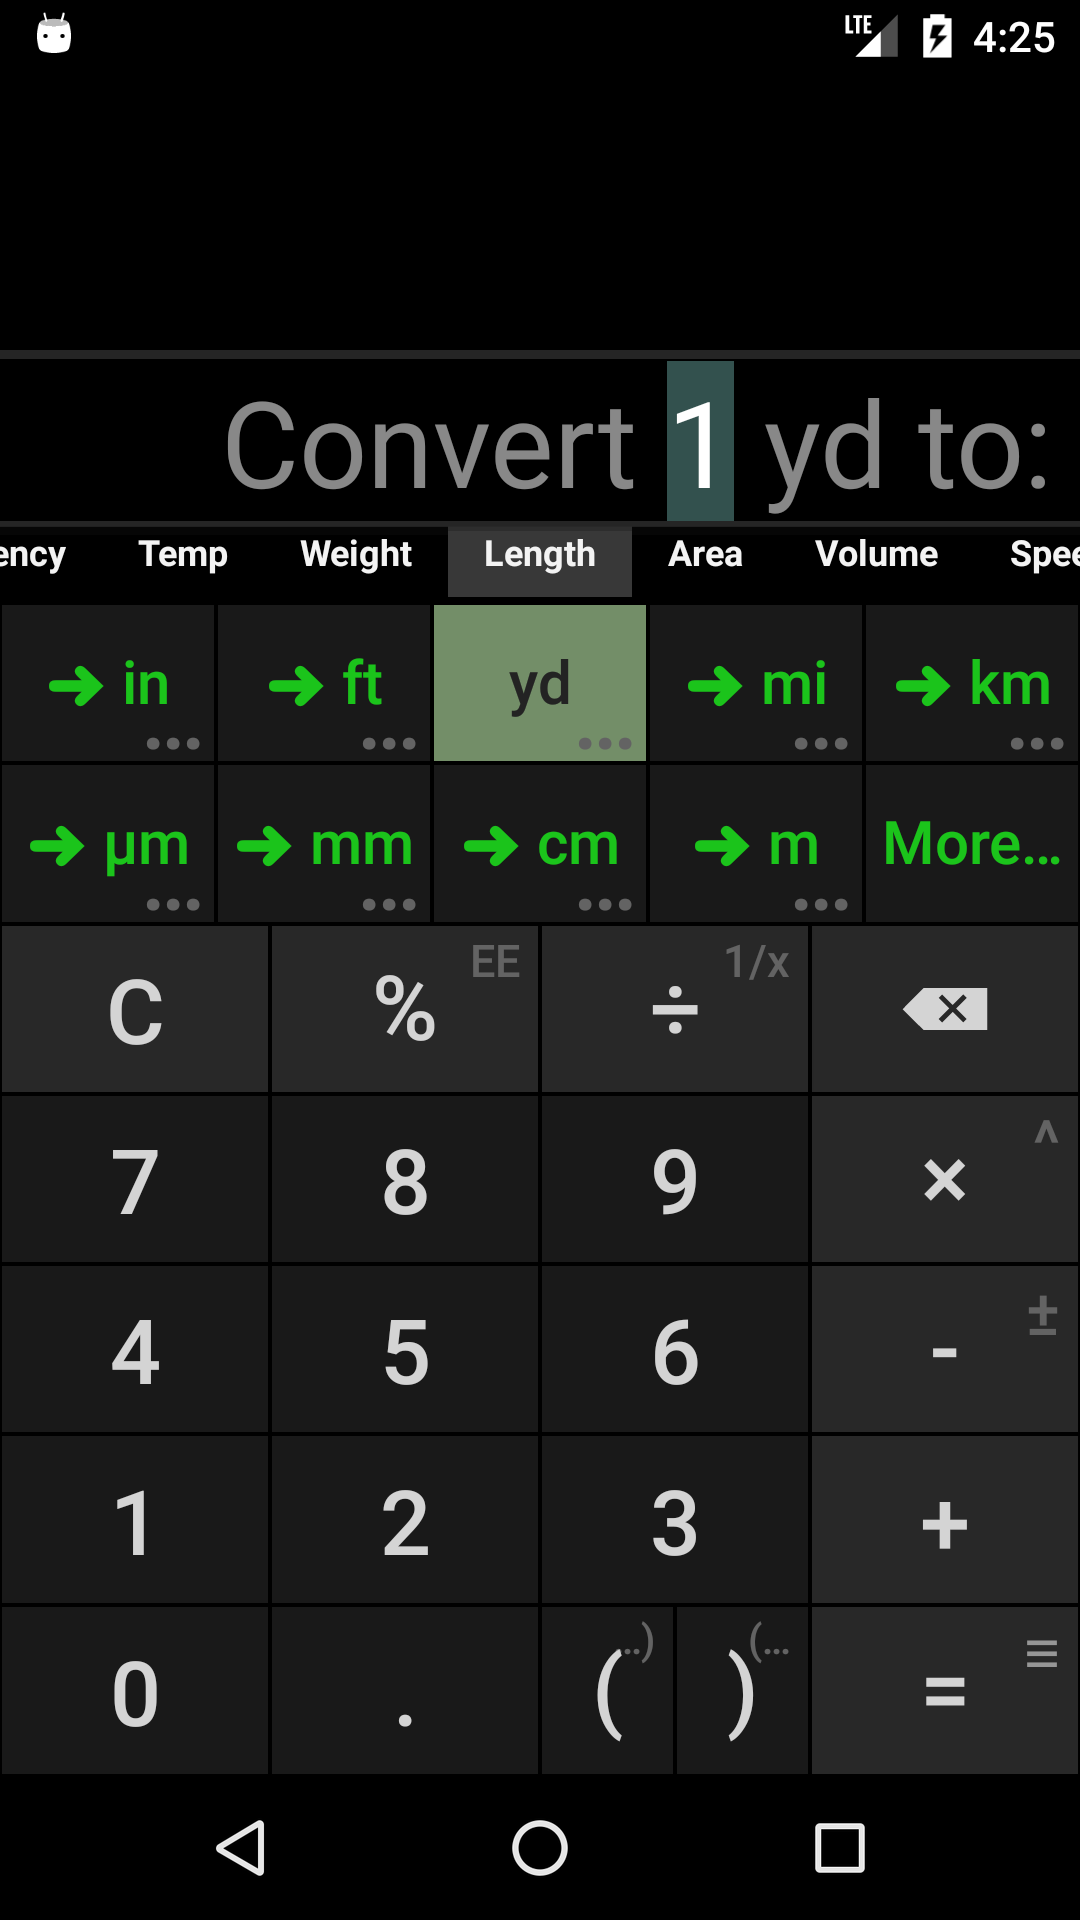 LTE 4:25
Convert 1 yd to:
ency Temp Weight Length Area Volume Spee
→ in → ft yd → mi → km
→ µm → mm → cm → m More...
C % EE ÷ 1/x
7 8 9 × ^
4 5 6 - ±
1 2 3 +
0 . ( ..) ) (... =